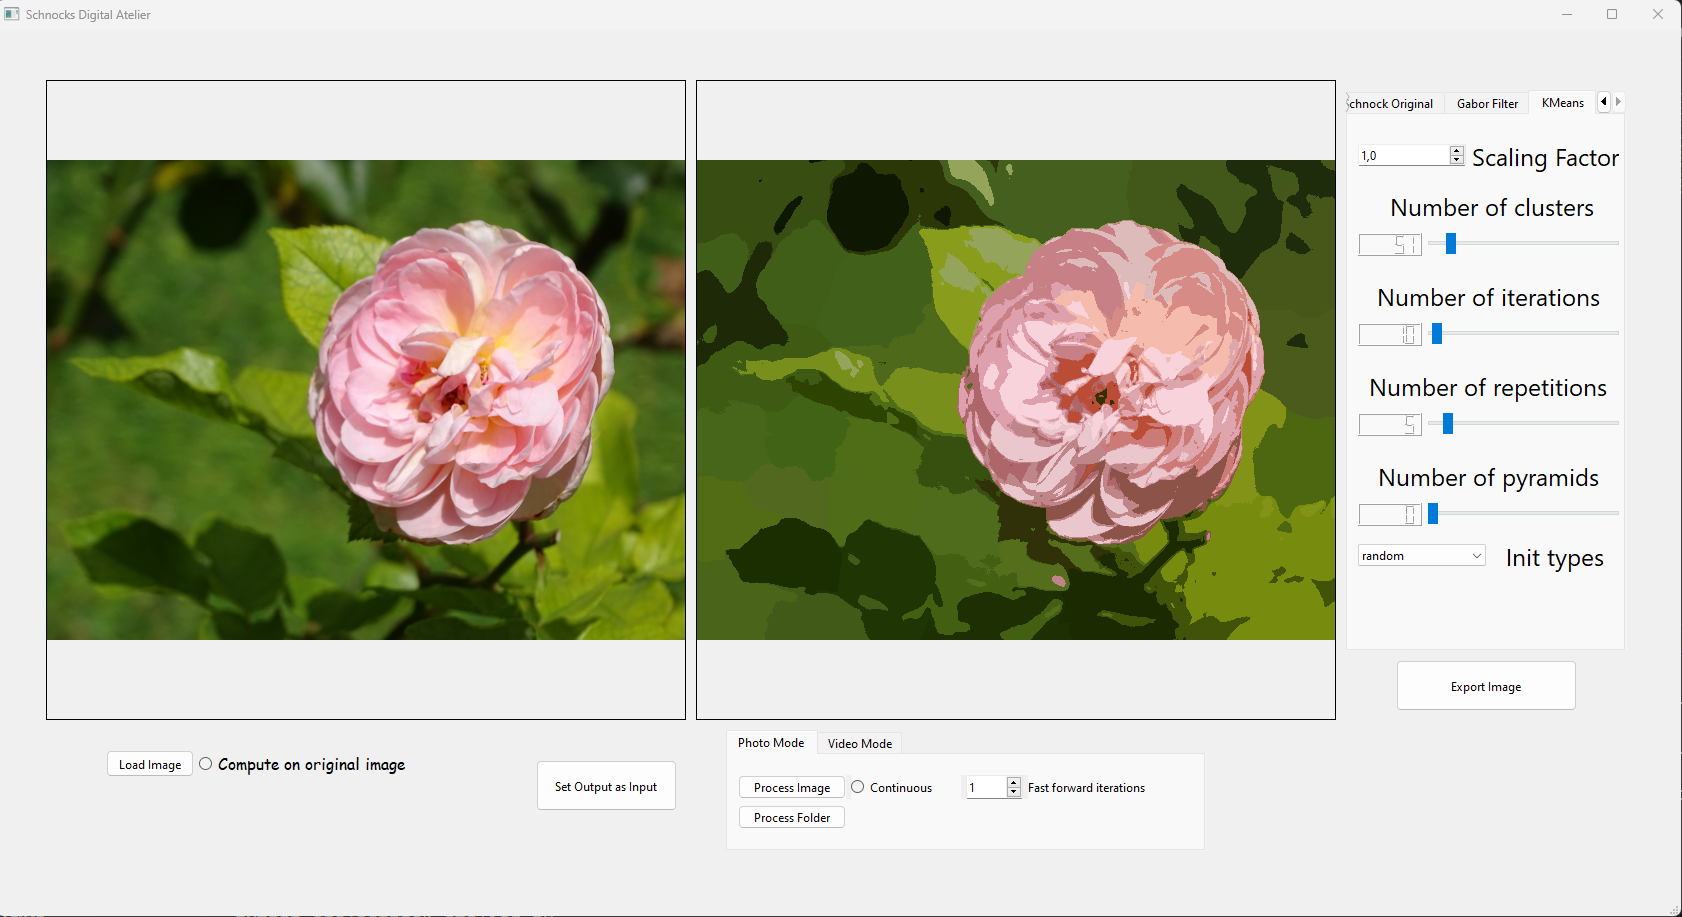 Schnocks Digital Atelier
chnock Original
Gabor Filter
KMeans
1,0
Scaling Factor
Number of clusters
51
Number of iterations
10
Number of repetitions
5
Number of pyramids
0
random
Init types
Export Image
Load Image
Compute on original image
Set Output as Input
Photo Mode
Video Mode
Process Image
Continuous
1
Fast forward iterations
Process Folder